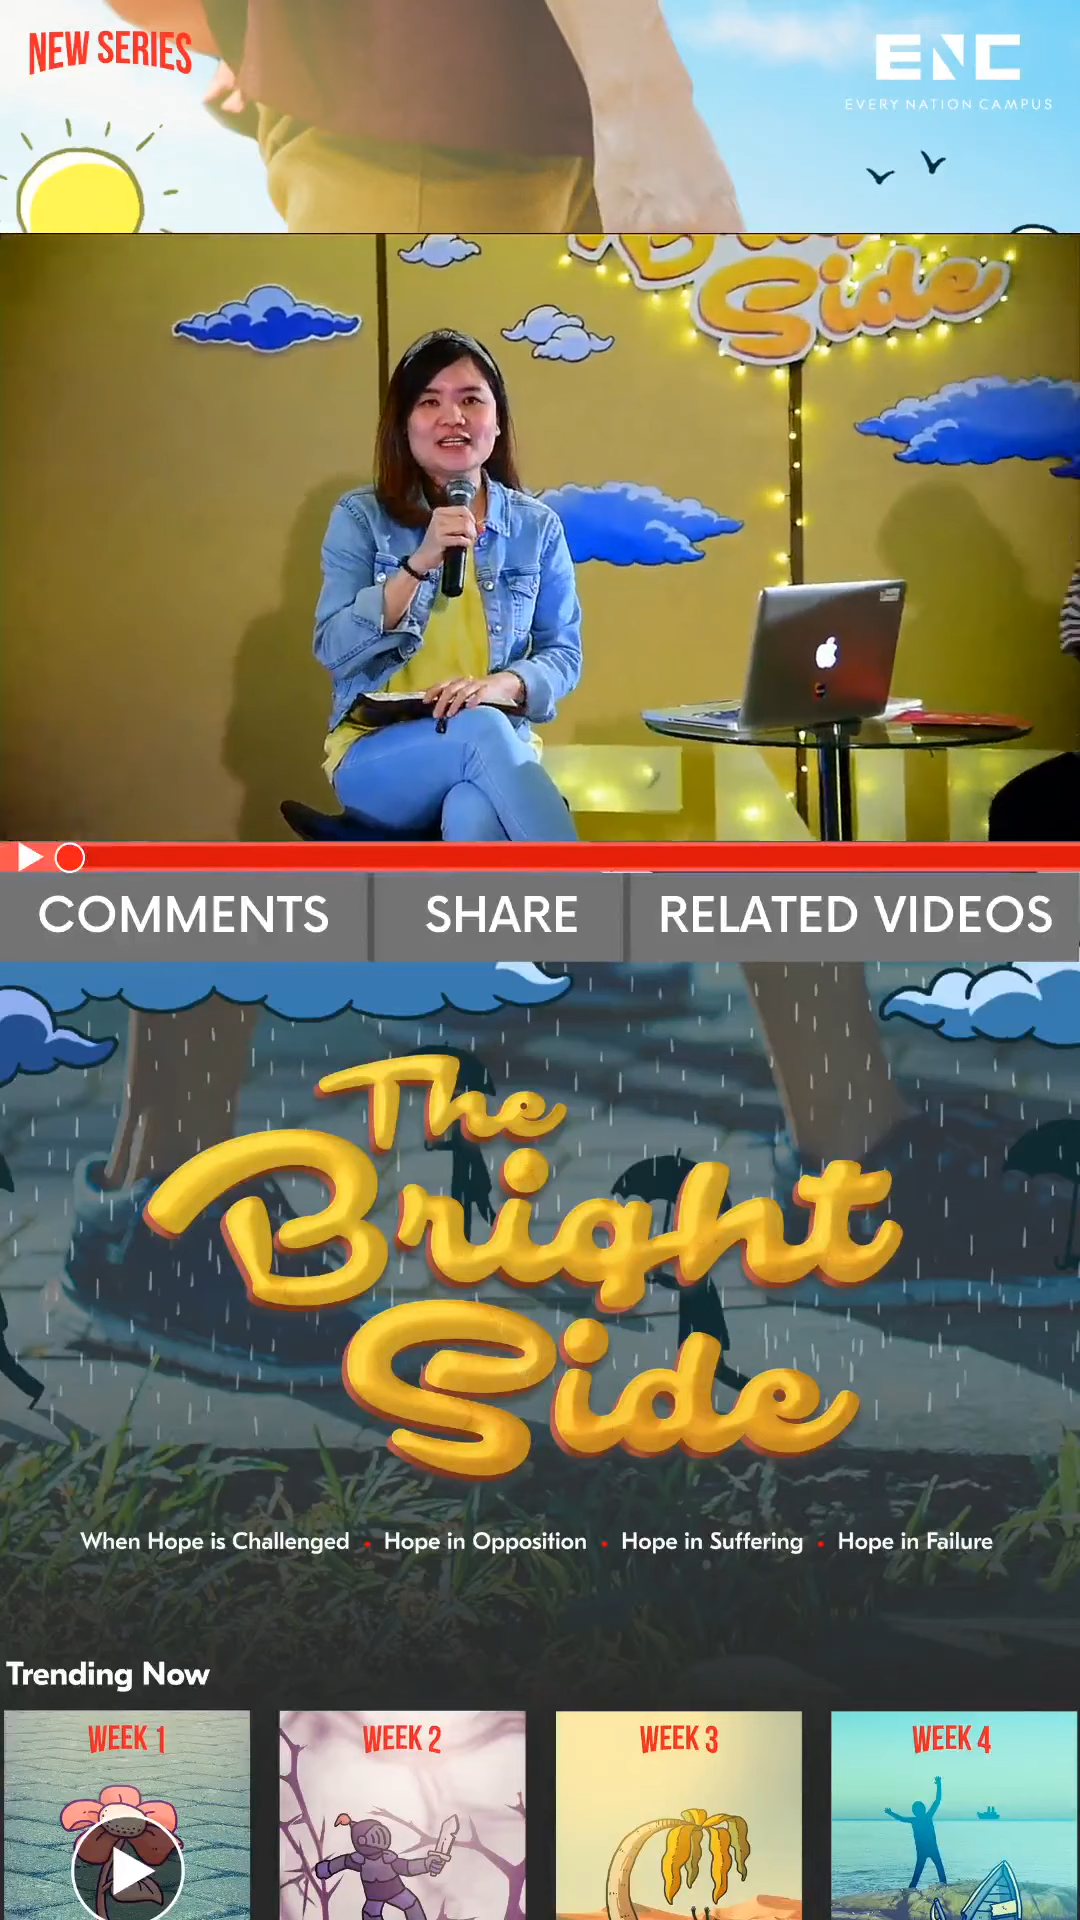 NEW SERIES
ENC
EVERY NATION CAMPUS
Side
COMMENTS
SHARE
RELATED VIDEOS
The
Bright
Side
When Hope is Challenged • Hope in Opposition • Hope in Suffering • Hope in Failure
Trending Now
WEEK 1
WEEK 2
WEEK 3
WEEK 4